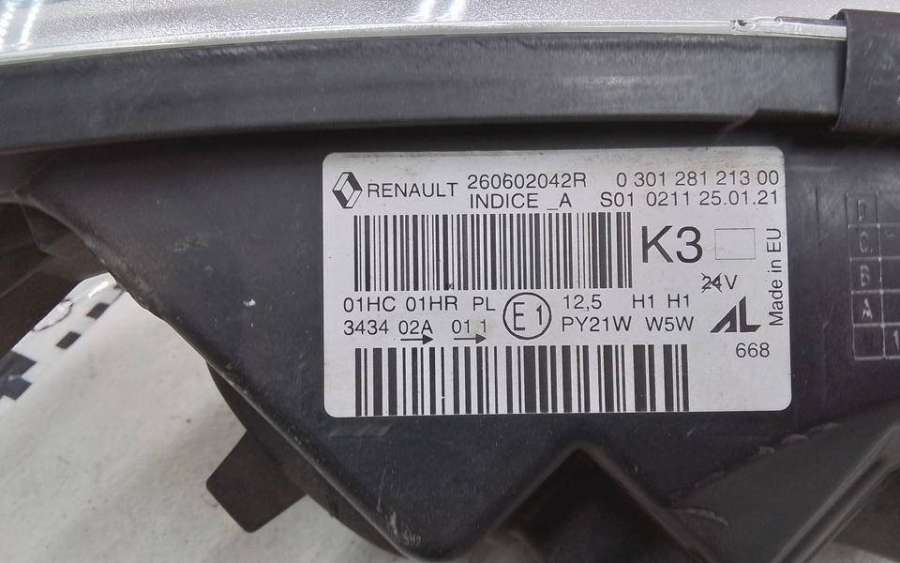 RENAULT 260602042R 0 301 281 213 00
INDICE _A S01 0211 25.01.21
K3
24V
Made in EU
01HC 01HR PL E1 12,5 H1 H1
3434 02A 01 1 PY21W W5W AL
668
D
C
B
A
1